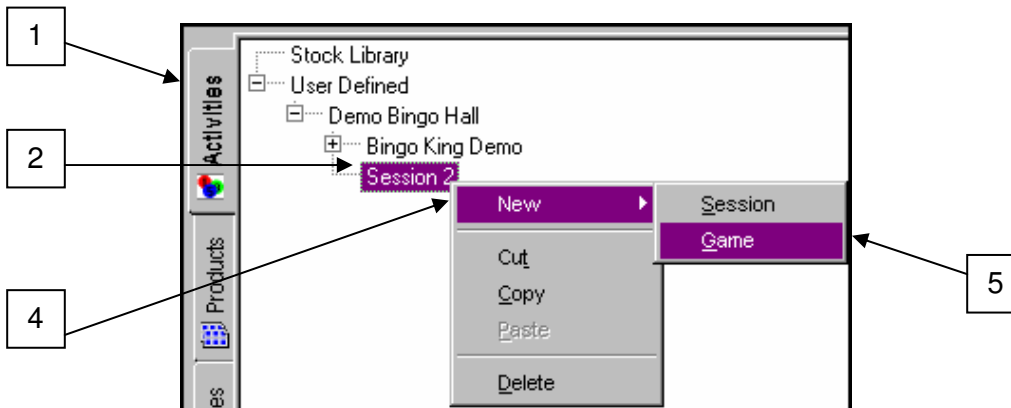 1
Stock Library
User Defined
Activities
Demo Bingo Hall
2
Bingo King Demo
Session 2
New
Session
Game
Products
Cut
5
Copy
4
Paste
Delete
es